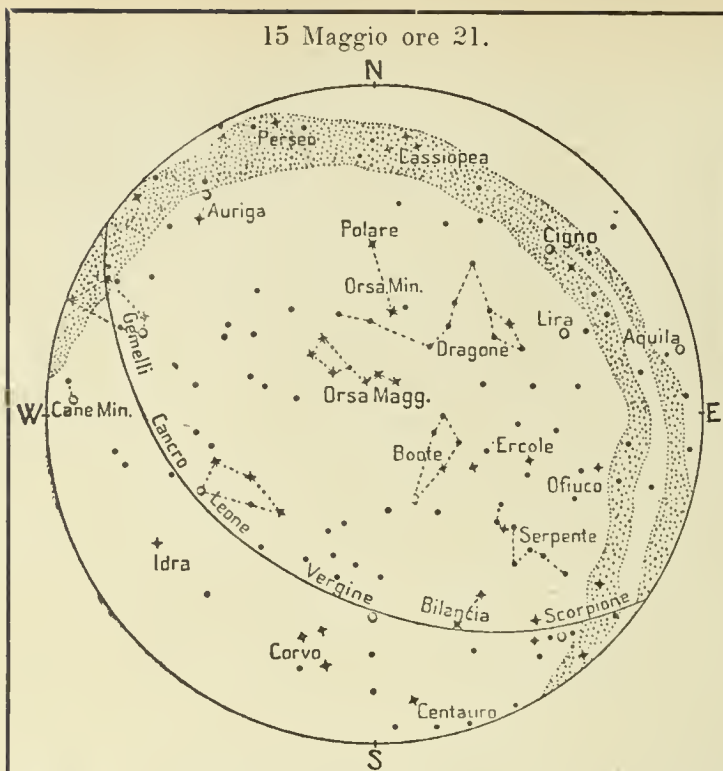 15 Maggio ore 21.
N
Perseo
Cassiopea
Auriga
Polare
Cigno
Orsa Min.
Lira
Aquila
Gemelli
Dragone
Orsa Magg.
W
Cane Min.
E
Cancro
Boote
Ercole
Ofiuco
Leone
Serpente
Idra
Vergine
Bilancia
Scorpione
Corvo
Centauro
S